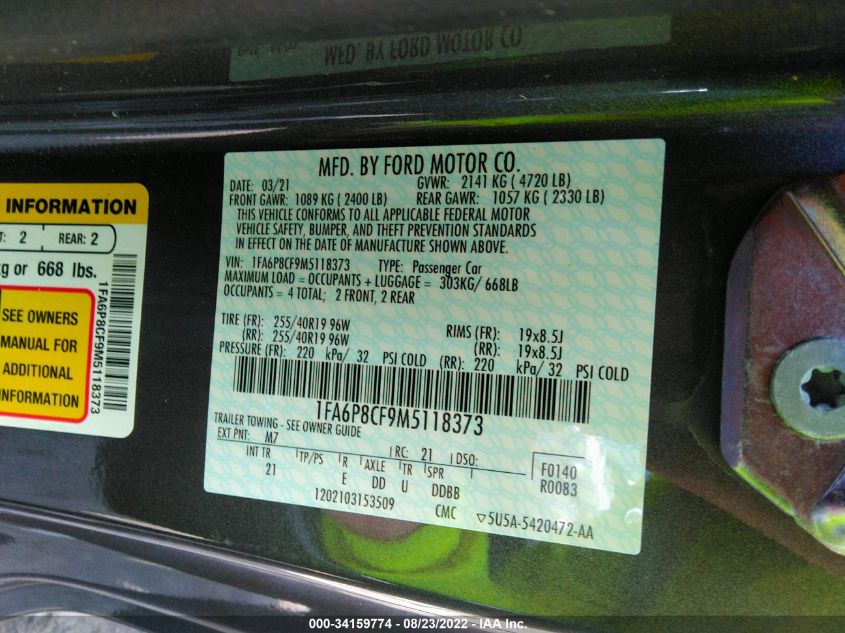 MFD. BY FORD MOTOR CO.
MFD. BY FORD MOTOR CO.
DATE: 03/21 GVWR: 2141 KG ( 4720 LB)
FRONT GAWR: 1089 KG ( 2400 LB) REAR GAWR: 1057 KG ( 2330 LB)
THIS VEHICLE CONFORMS TO ALL APPLICABLE FEDERAL MOTOR
VEHICLE SAFETY, BUMPER, AND THEFT PREVENTION STANDARDS
IN EFFECT ON THE DATE OF MANUFACTURE SHOWN ABOVE.
VIN: 1FA6P8CF9M5118373 TYPE: Passenger Car
MAXIMUM LOAD = OCCUPANTS + LUGGAGE = 303KG/ 668LB
OCCUPANTS = 4 TOTAL; 2 FRONT, 2 REAR
TIRE (FR): 255/40R19 96W RIMS (FR): 19x8.5J
(RR): 255/40R19 96W (RR): 19x8.5J
PRESSURE (FR): 220 kPa/ 32 PSI COLD (RR): 220 kPa/ 32 PSI COLD
1FA6P8CF9M5118373
TRAILER TOWING - SEE OWNER GUIDE
EXT PNT: M7 RC: 21 DSO: F0140
INT TR TP/PS R AXLE TR SPR R0083
21 E DD U DDBB
1202103153509 CMC ▽5U5A-5420472-AA
INFORMATION
: 2 REAR: 2
kg or 668 lbs.
SEE OWNERS
MANUAL FOR
ADDITIONAL
INFORMATION
1FA6P8CF9M5118373
000-34159774 - 08/23/2022 - © IAA Inc.